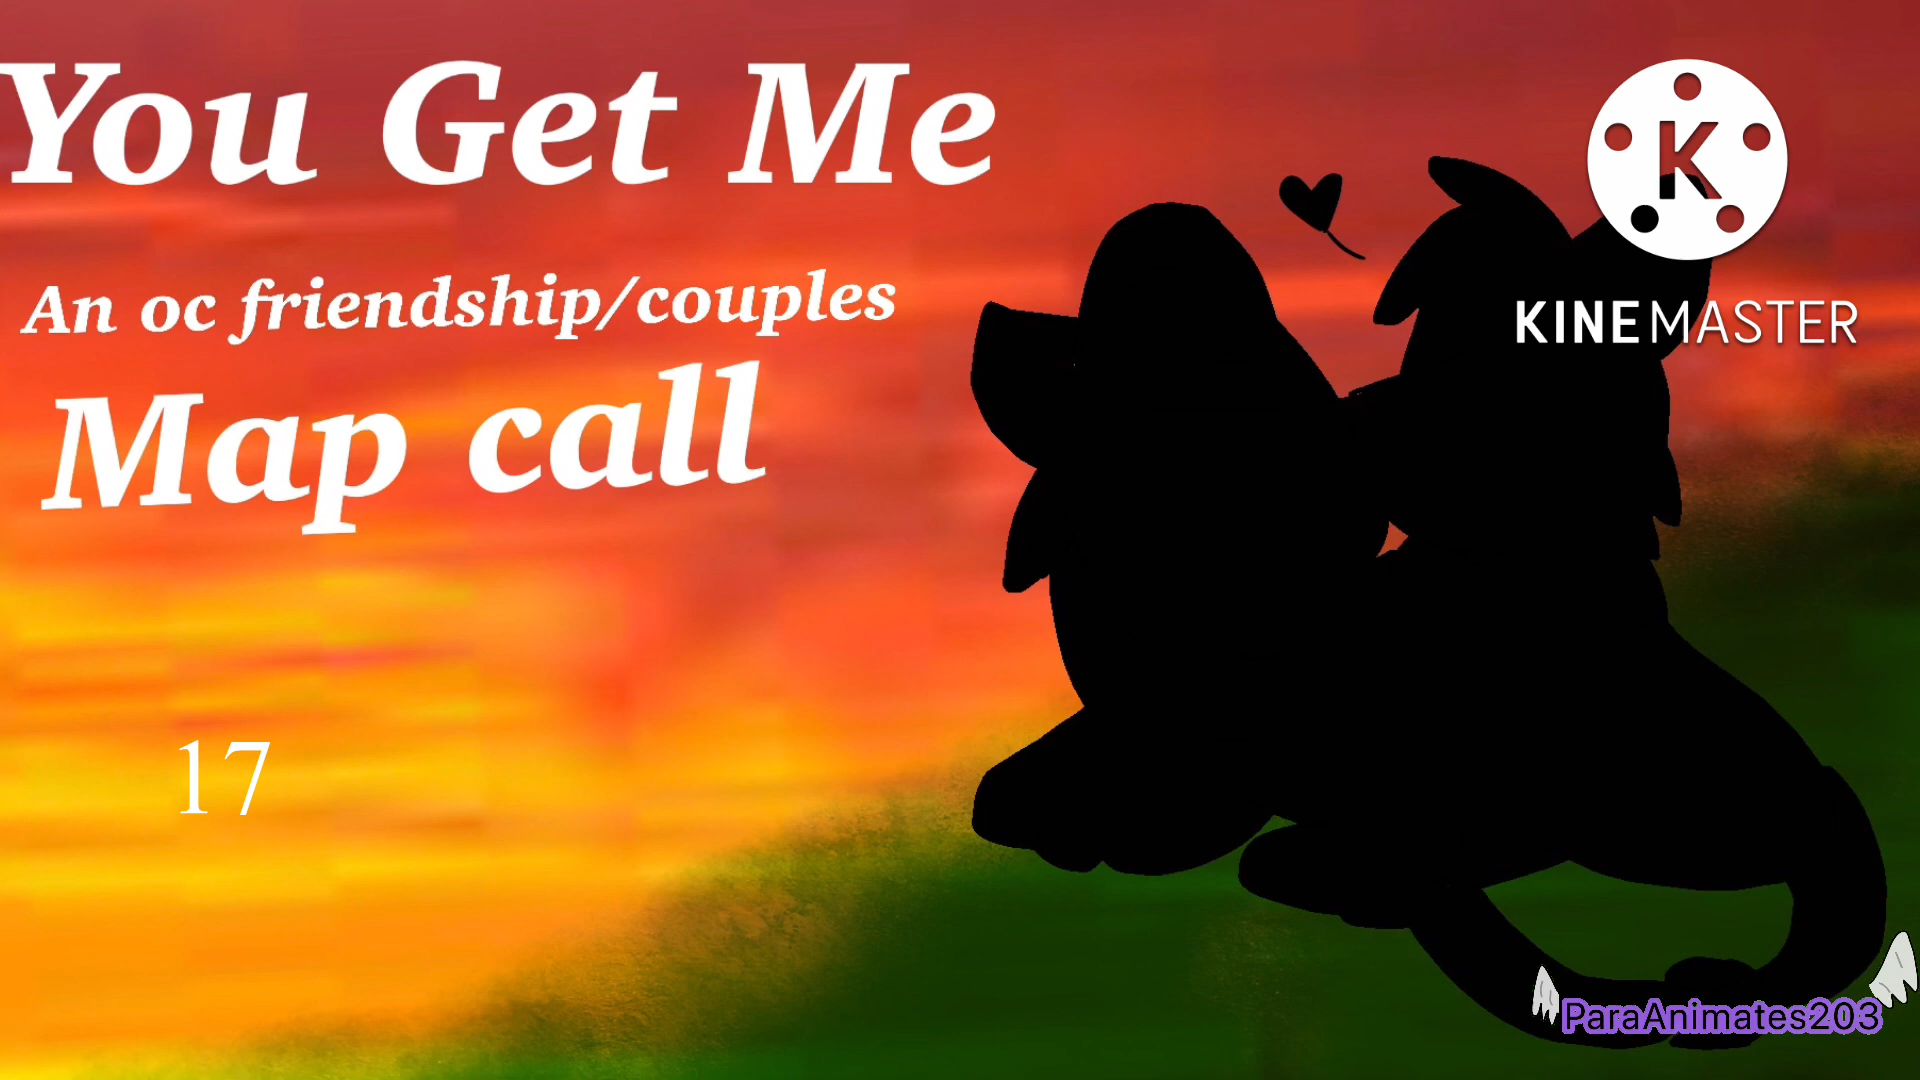 You Get Me
An oc friendship/couples
Map call
17
K
KINEMASTER
ParaAnimates203